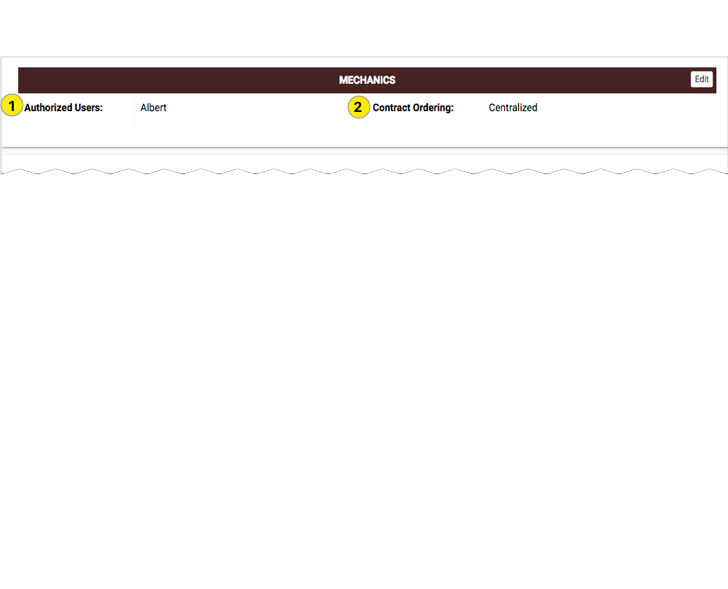 MECHANICS
Edit
1 Authorized Users: Albert 2 Contract Ordering: Centralized